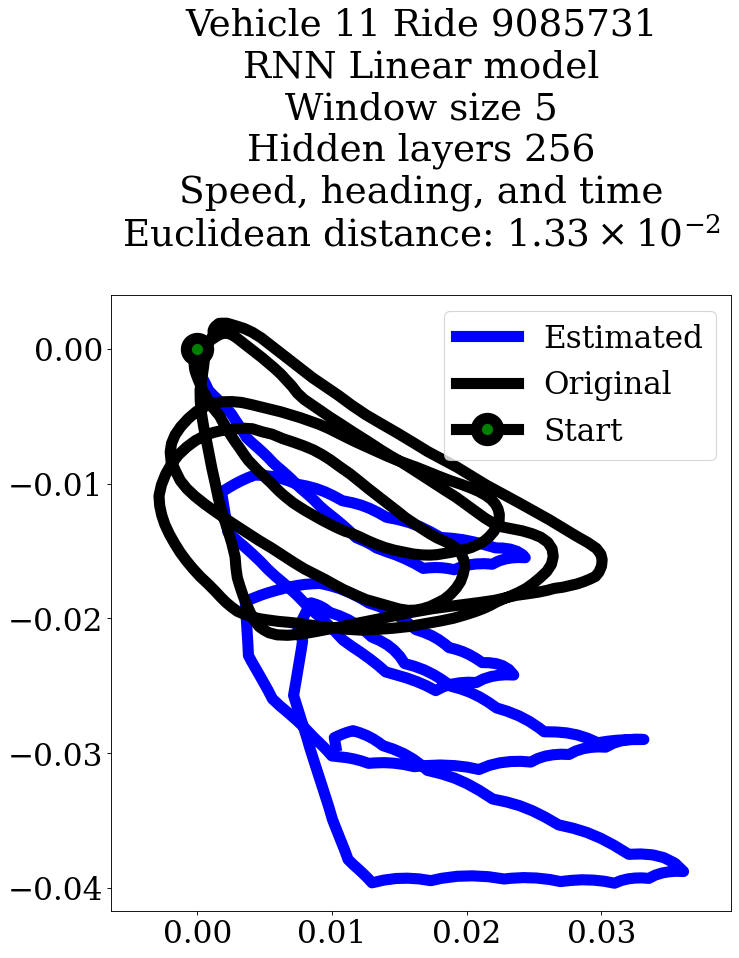 Vehicle 11 Ride 9085731
RNN Linear model
Window size 5
Hidden layers 256
Speed, heading, and time
Euclidean distance: 1.33 × 10⁻²
Estimated
Original
Start
0.00
−0.01
−0.02
−0.03
−0.04
0.00 0.01 0.02 0.03